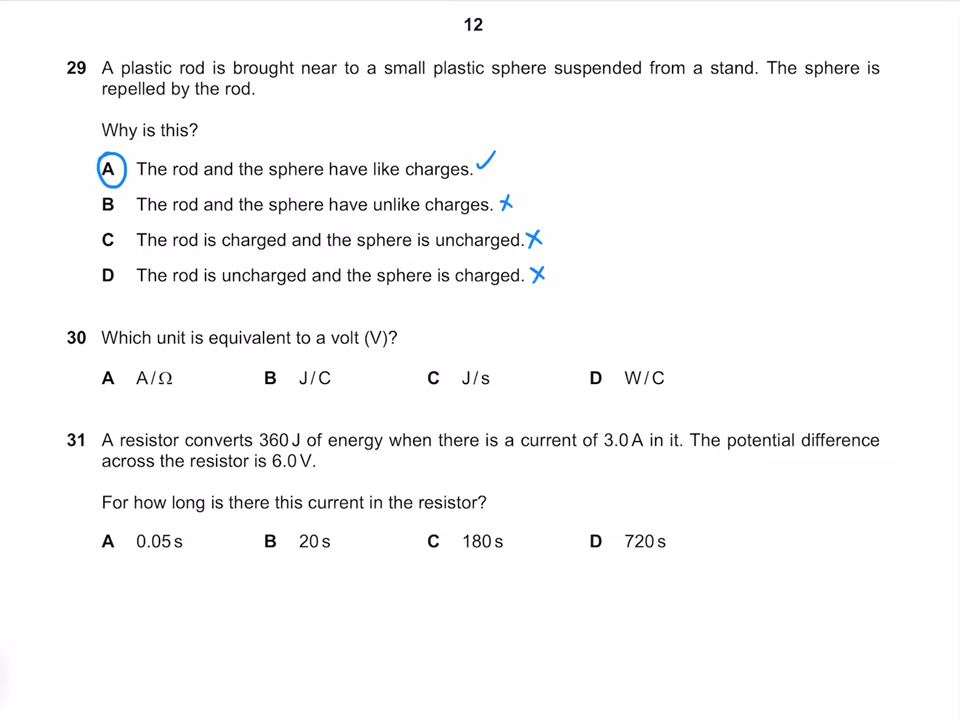 12
29 A plastic rod is brought near to a small plastic sphere suspended from a stand. The sphere is
repelled by the rod.
Why is this?
A The rod and the sphere have like charges. ✓
B The rod and the sphere have unlike charges. ✗
C The rod is charged and the sphere is uncharged. ✗
D The rod is uncharged and the sphere is charged. ✗
30 Which unit is equivalent to a volt (V)?
A A/Ω B J/C C J/s D W/C
31 A resistor converts 360 J of energy when there is a current of 3.0 A in it. The potential difference
across the resistor is 6.0 V.
For how long is there this current in the resistor?
A 0.05 s B 20 s C 180 s D 720 s